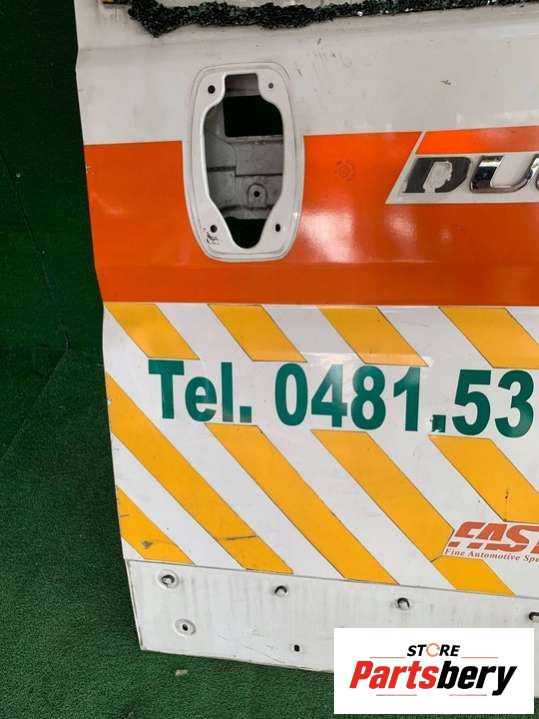 DU
Tel. 0481.53
FAST
Fine Automotive Spe
STORE
Partsbery